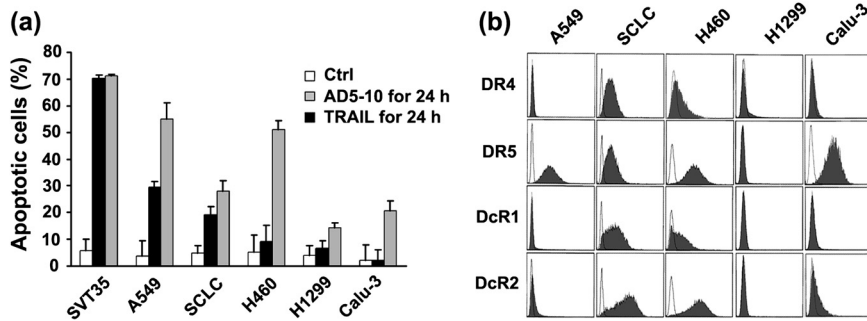 (a)
Apoptotic cells (%)
80
70
60
50
40
30
20
10
0
Ctrl
AD5-10 for 24 h
TRAIL for 24 h
SVT35
A549
SCLC
H460
H1299
Calu-3
(b)
A549
SCLC
H460
H1299
Calu-3
DR4
DR5
DcR1
DcR2